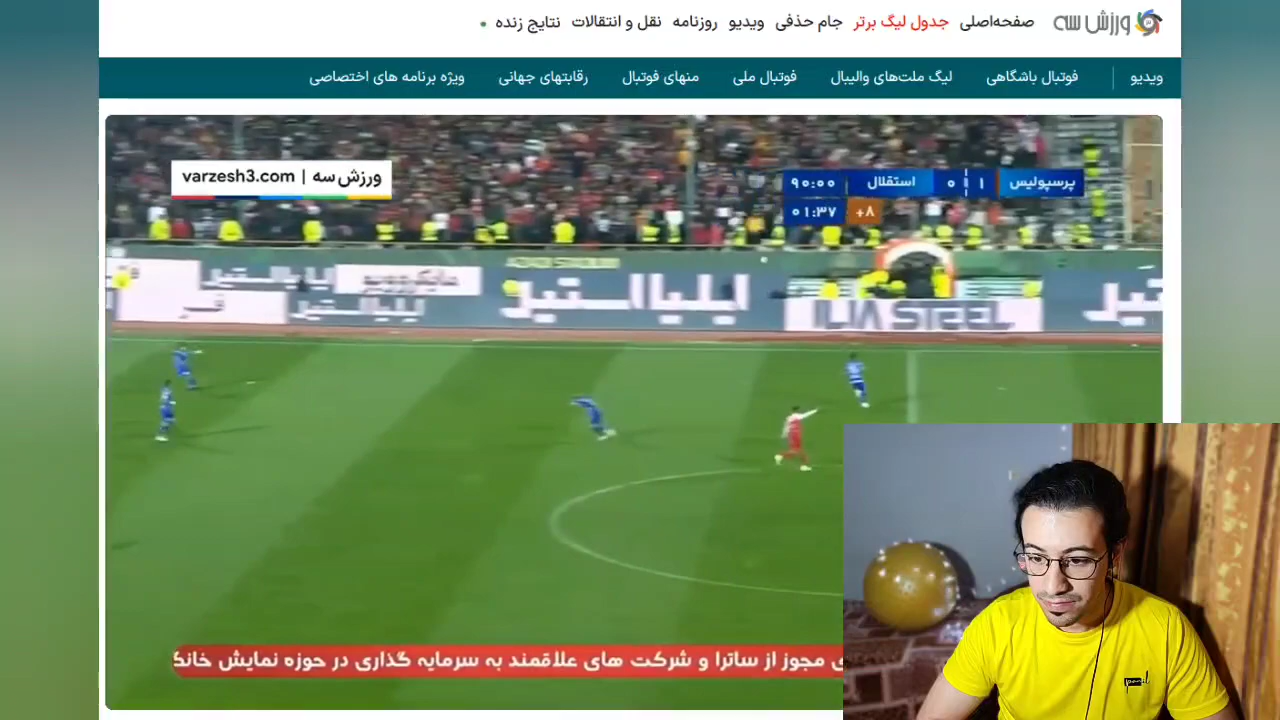 ورزش سه
صفحه‌اصلی جدول لیگ برتر جام حذفی ویدیو روزنامه نقل و انتقالات نتایج زنده
ویدیو فوتبال باشگاهی لیگ ملت‌های والیبال فوتبال ملی منهای فوتبال رقابتهای جهانی ویژه برنامه های اختصاصی
ورزش سه | varzesh3.com
پرسپولیس ۱ ۰ استقلال ۹۰:۰۰
+۸ ۰۱:۳۷
AZADI STADIUM
مایکروویو
ایلیا استیل
ILIA STEEL
ی مجوز از ساترا و شرکت های علاقمند به سرمایه گذاری در حوزه نمایش خانگ